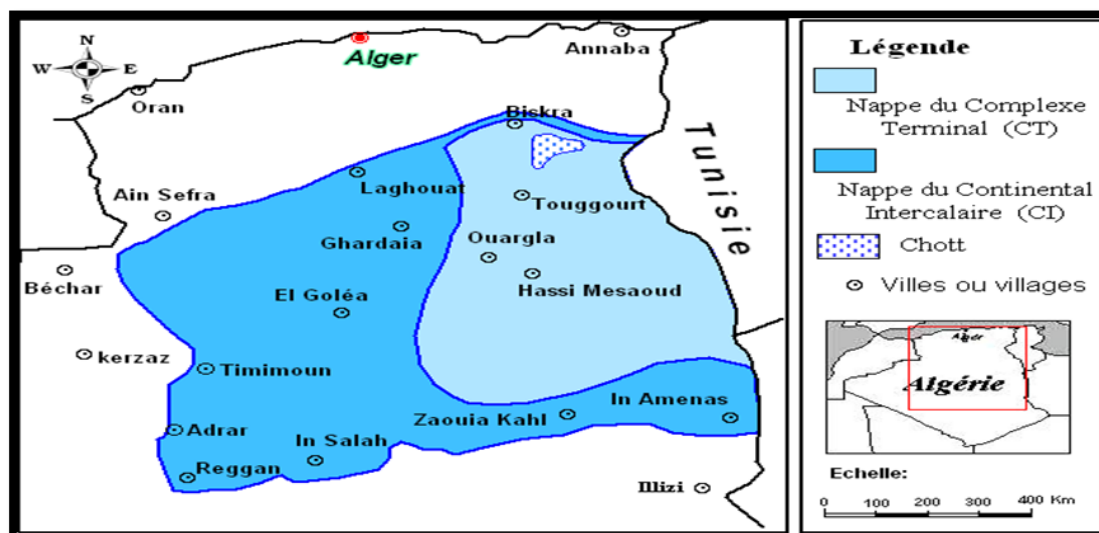 N
W
E
S
Alger
Annaba
Oran
Biskra
Tunisie
Laghouat
Ain Sefra
Touggourt
Ghardaia
Ouargla
Béchar
Hassi Mesaoud
El Goléa
kerzaz
Timimoun
In Amenas
Zaouia Kahl
Adrar
In Salah
Reggan
Illizi
Légende
Nappe du Complexe
Terminal (CT)
Nappe du Continental
Intercalaire (CI)
Chott
Villes ou villages
Alger
Algérie
Echelle:
0 100 200 300 400 Km